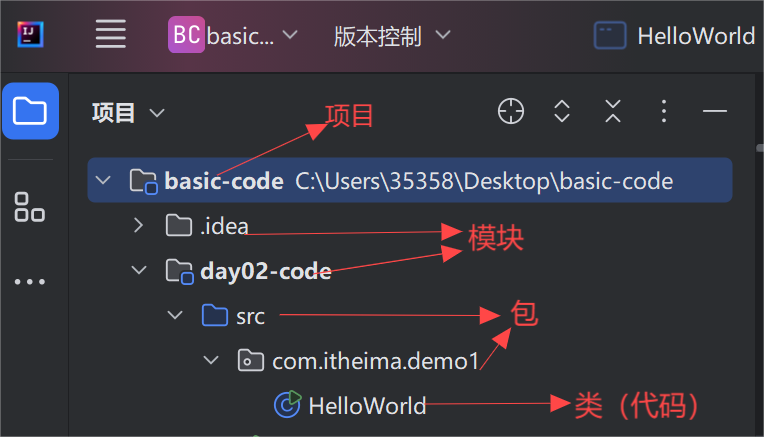 IJ BC basic... 版本控制 HelloWorld
项目 项目
basic-code C:\Users\35358\Desktop\basic-code
.idea
模块
day02-code
src 包
com.itheima.demo1
HelloWorld 类（代码）